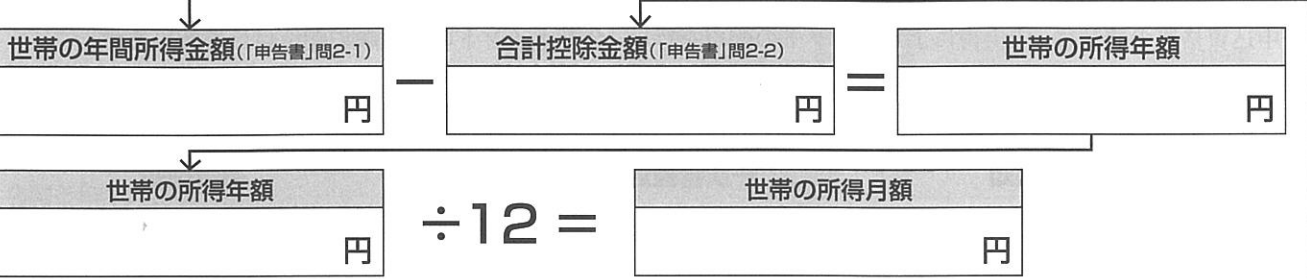 世帯の年間所得金額(「申告書」問2-1)
円
－
合計控除金額(「申告書」問2-2)
円
＝
世帯の所得年額
円
世帯の所得年額
円
÷12＝
世帯の所得月額
円